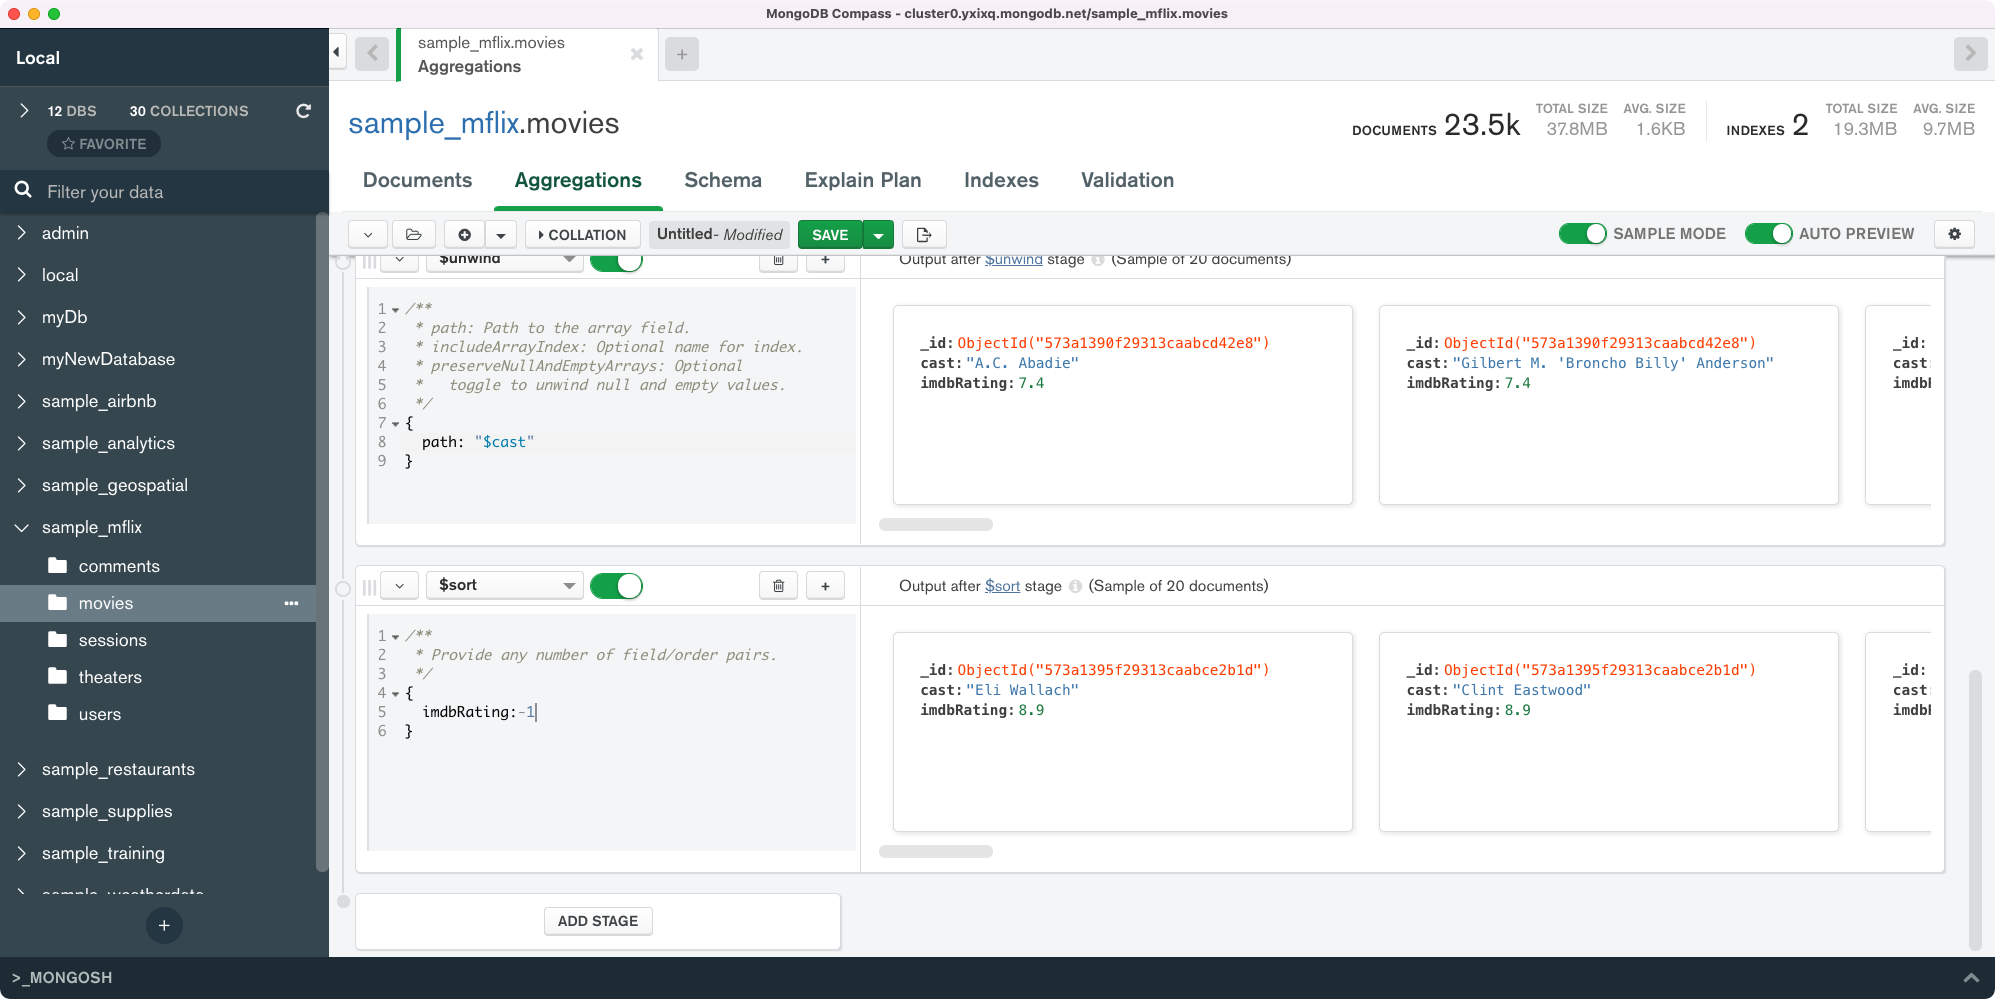 MongoDB Compass - cluster0.yxixq.mongodb.net/sample_mflix.movies
Local
12 DBS 30 COLLECTIONS
FAVORITE
Filter your data
admin
local
myDb
myNewDatabase
sample_airbnb
sample_analytics
sample_geospatial
sample_mflix
comments
movies
sessions
theaters
users
sample_restaurants
sample_supplies
sample_training
sample_weatherdata
sample_mflix.movies
Aggregations
sample_mflix.movies
DOCUMENTS 23.5k TOTAL SIZE 37.8MB AVG. SIZE 1.6KB INDEXES 2 TOTAL SIZE 19.3MB AVG. SIZE 9.7MB
Documents Aggregations Schema Explain Plan Indexes Validation
COLLATION Untitled- Modified SAVE SAMPLE MODE AUTO PREVIEW
$unwind
Output after $unwind stage (Sample of 20 documents)
1 /**
2 * path: Path to the array field.
3 * includeArrayIndex: Optional name for index.
4 * preserveNullAndEmptyArrays: Optional
5 * toggle to unwind null and empty values.
6 */
7 {
8 path: "$cast"
9 }
_id: ObjectId("573a1390f29313caabcd42e8")
cast: "A.C. Abadie"
imdbRating: 7.4
_id: ObjectId("573a1390f29313caabcd42e8")
cast: "Gilbert M. 'Broncho Billy' Anderson"
imdbRating: 7.4
_id:
cast:
imdbR
$sort
Output after $sort stage (Sample of 20 documents)
1 /**
2 * Provide any number of field/order pairs.
3 */
4 {
5 imdbRating:-1
6 }
_id: ObjectId("573a1395f29313caabce2b1d")
cast: "Eli Wallach"
imdbRating: 8.9
_id: ObjectId("573a1395f29313caabce2b1d")
cast: "Clint Eastwood"
imdbRating: 8.9
_id:
cast:
imdbR
ADD STAGE
>_MONGOSH